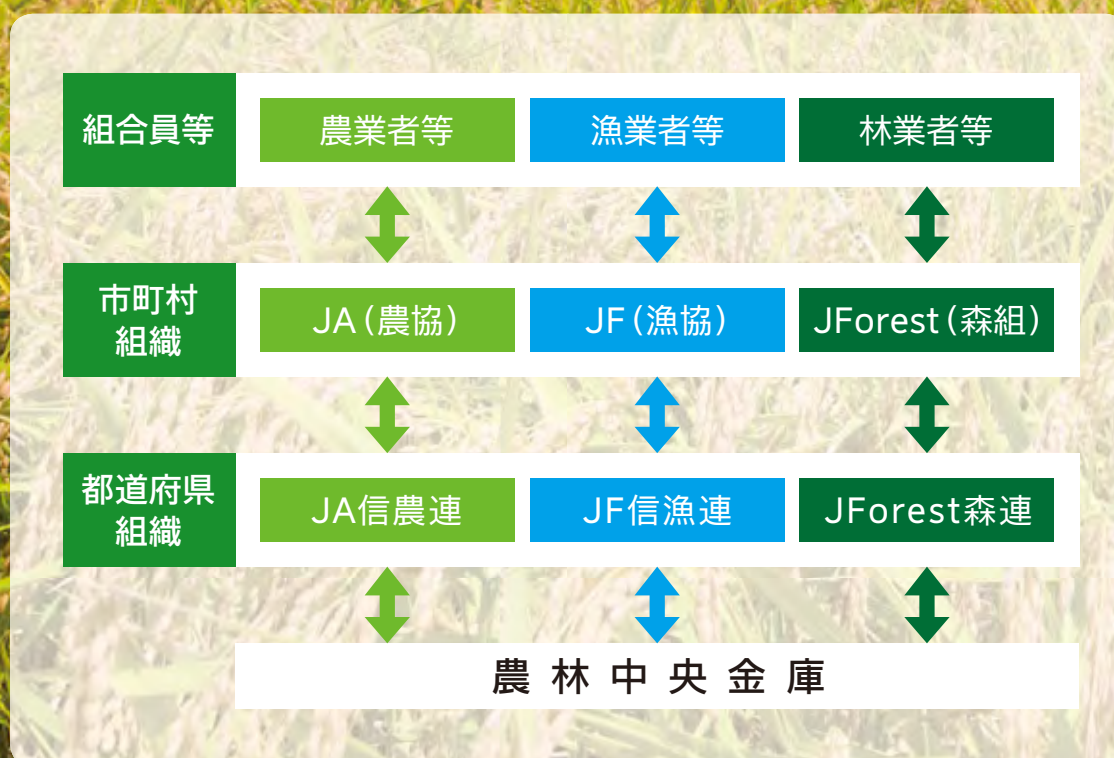 組合員等
農業者等
漁業者等
林業者等
市町村
組織
JA(農協)
JF(漁協)
JForest(森組)
都道府県
組織
JA信農連
JF信漁連
JForest森連
農林中央金庫